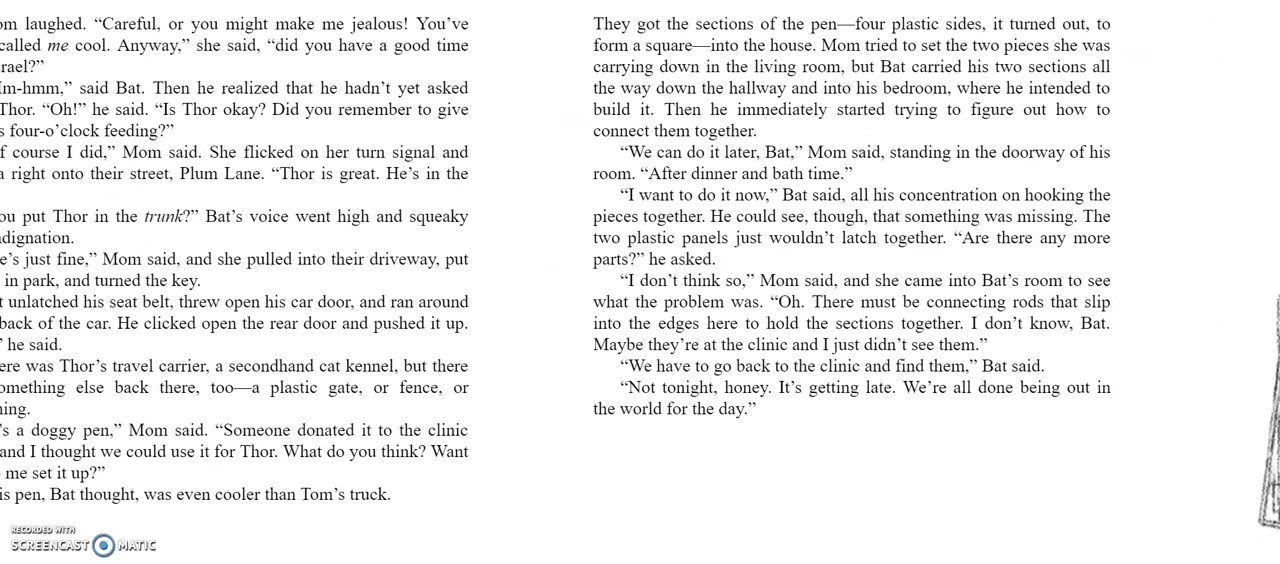 om laughed. “Careful, or you might make me jealous! You’ve
called me cool. Anyway,” she said, “did you have a good time
rael?”
Im-hmm,” said Bat. Then he realized that he hadn’t yet asked
Thor. “Oh!” he said. “Is Thor okay? Did you remember to give
s four-o’clock feeding?”
f course I did,” Mom said. She flicked on her turn signal and
a right onto their street, Plum Lane. “Thor is great. He’s in the
ou put Thor in the trunk?” Bat’s voice went high and squeaky
dignation.
e’s just fine,” Mom said, and she pulled into their driveway, put
in park, and turned the key.
t unlatched his seat belt, threw open his car door, and ran around
back of the car. He clicked open the rear door and pushed it up.
” he said.
ere was Thor’s travel carrier, a secondhand cat kennel, but there
omething else back there, too—a plastic gate, or fence, or
ning.
’s a doggy pen,” Mom said. “Someone donated it to the clinic
and I thought we could use it for Thor. What do you think? Want
me set it up?”
is pen, Bat thought, was even cooler than Tom’s truck.
They got the sections of the pen—four plastic sides, it turned out, to
form a square—into the house. Mom tried to set the two pieces she was
carrying down in the living room, but Bat carried his two sections all
the way down the hallway and into his bedroom, where he intended to
build it. Then he immediately started trying to figure out how to
connect them together.
“We can do it later, Bat,” Mom said, standing in the doorway of his
room. “After dinner and bath time.”
“I want to do it now,” Bat said, all his concentration on hooking the
pieces together. He could see, though, that something was missing. The
two plastic panels just wouldn’t latch together. “Are there any more
parts?” he asked.
“I don’t think so,” Mom said, and she came into Bat’s room to see
what the problem was. “Oh. There must be connecting rods that slip
into the edges here to hold the sections together. I don’t know, Bat.
Maybe they’re at the clinic and I just didn’t see them.”
“We have to go back to the clinic and find them,” Bat said.
“Not tonight, honey. It’s getting late. We’re all done being out in
the world for the day.”
RECORDED WITH
SCREENCAST MATIC